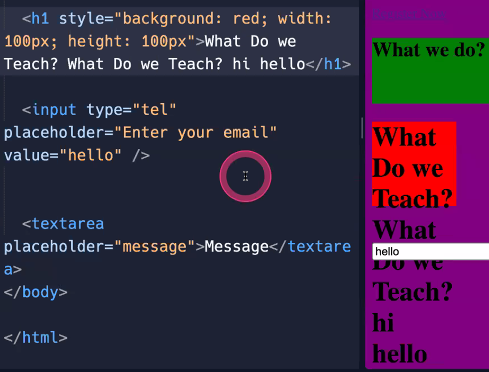 <h1 style="background: red; width:
100px; height: 100px">What Do we
Teach? What Do we Teach? hi hello</h1>
<input type="tel"
placeholder="Enter your email"
value="hello" />
<textarea
placeholder="message">Message</textare
a>
</body>
</html>
What we do?
What
Do we
Teach?
What
hello
Do we
Teach?
hi
hello